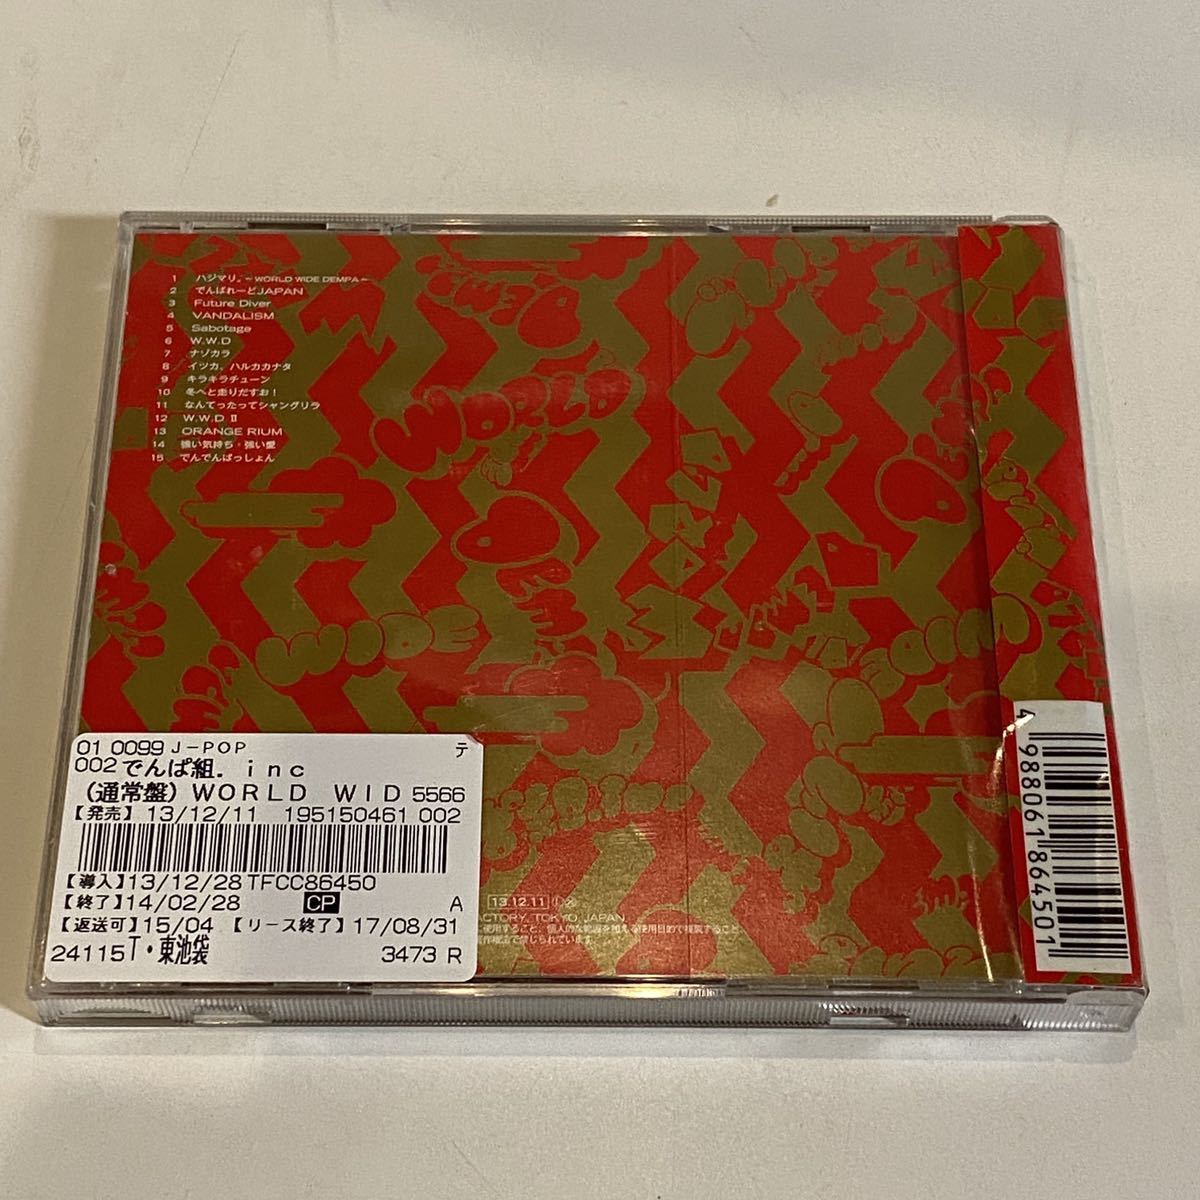 1 ハジマリ。~WORLD WIDE DEMPA~
2 でんぱれーどJAPAN
3 Future Diver
4 VANDALISM
5 Sabotage
6 W.W.D
7 ナゾカラ
8 イツカ、ハルカカナタ
9 キラキラチューン
10 冬へと走りだすお!
11 なんてったってシャングリラ
12 W.W.D Ⅱ
13 ORANGE RIUM
14 強い気持ち・強い愛
15 でんでんぱっしょん
WORLD
WIDE
01 0099 J-POP テ
002 でんぱ組.inc
(通常盤)WORLD WID 5566
【発売】13/12/11 195150461 002
【導入】13/12/28 TFCC86450
【終了】14/02/28 CP A
【返送可】15/04 【リース終了】17/08/31
24115T・東池袋 3473 R
13.12.11
ACTORY, TOKYO, JAPAN
4 988061 864501